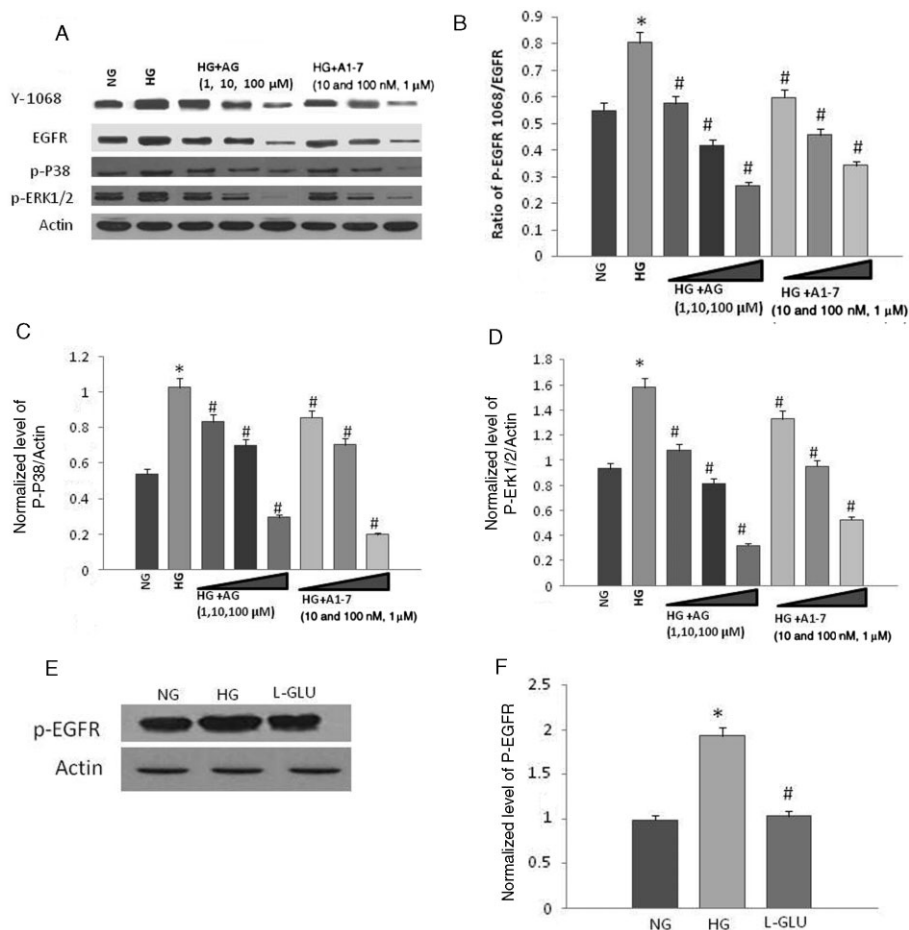 A
NG
HG
HG+AG
(1, 10, 100 µM)
HG+A1-7
(10 and 100 nM, 1 µM)
Y-1068
EGFR
p-P38
p-ERK1/2
Actin
B
Ratio of P-EGFR 1068/EGFR
0.9
0.8
0.7
0.6
0.5
0.4
0.3
0.2
0.1
0
*
#
#
#
#
#
#
NG
HG
HG +AG
(1,10,100 µM)
HG +A1-7
(10 and 100 nM, 1 µM)
C
Normalized level of
P-P38/Actin
1.2
1
0.8
0.6
0.4
0.2
0
*
#
#
#
#
#
#
NG
HG
HG +AG
(1,10,100 µM)
HG+A1-7
(10 and 100 nM, 1 µM)
D
Normalized level of
P-Erk1/2/Actin
1.8
1.6
1.4
1.2
1
0.8
0.6
0.4
0.2
0
*
#
#
#
#
#
#
NG
HG
HG +AG
(1,10,100 µM)
HG +A1-7
(10 and 100 nM, 1 µM)
E
NG HG L-GLU
p-EGFR
Actin
F
Normalized level of P-EGFR
2.5
2
1.5
1
0.5
0
*
#
NG HG L-GLU